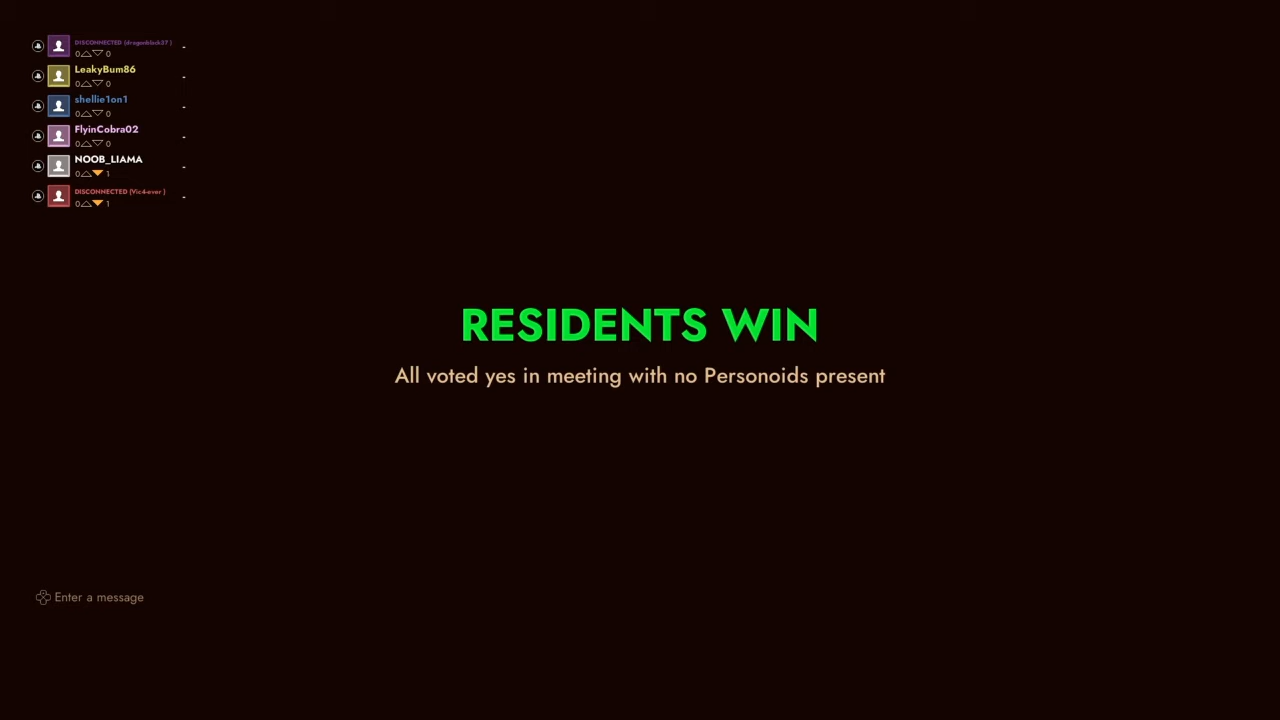 DISCONNECTED (dragonblack27 )
0 0 -
LeakyBum86
0 0 -
shellie1on1
0 0 -
FlyinCobra02
0 0 -
NOOB_LIAMA
0 1 -
DISCONNECTED (Vic4-ever )
0 1 -
RESIDENTS WIN
All voted yes in meeting with no Personoids present
Enter a message